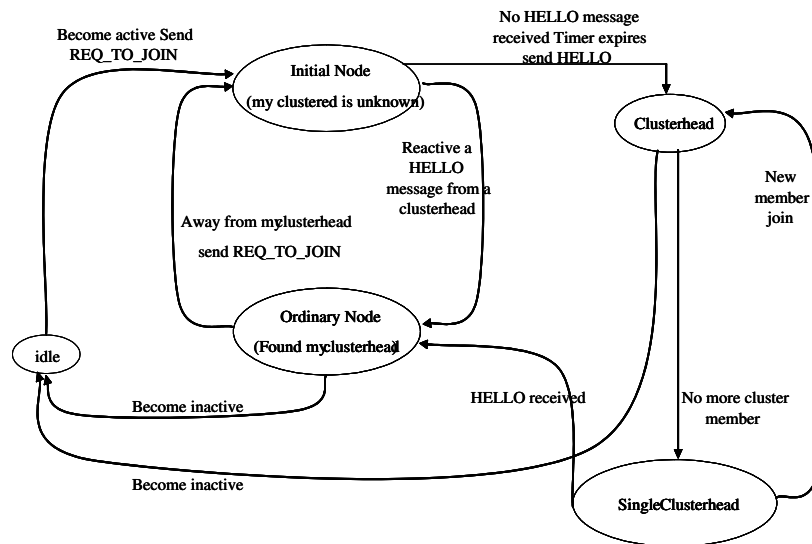 Become active Send
REQ_TO_JOIN
No HELLO message
received Timer expires
send HELLO
Initial Node
(my clustered is unknown)
Clusterhead
Reactive a
HELLO
message from a
clusterhead
New
member
join
Away from myclusterhead
send REQ_TO_JOIN
Ordinary Node
(Found myclusterhead)
idle
HELLO received
No more cluster
member
Become inactive
Become inactive
SingleClusterhead